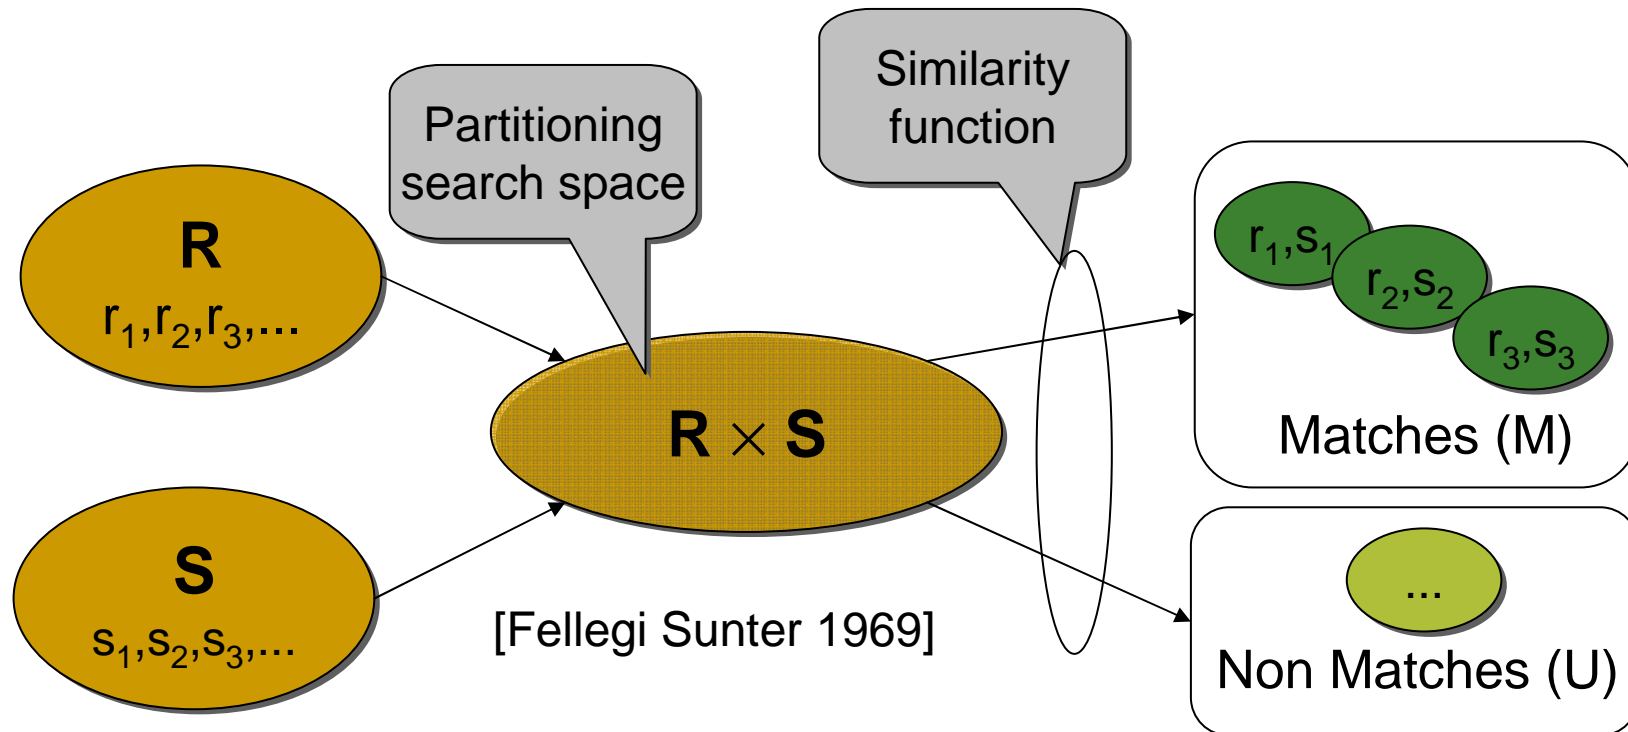 Similarity
function
Partitioning
search space
R
r₁,r₂,r₃,...
S
s₁,s₂,s₃,...
R × S
[Fellegi Sunter 1969]
r₁,s₁
r₂,s₂
r₃,s₃
Matches (M)
...
Non Matches (U)